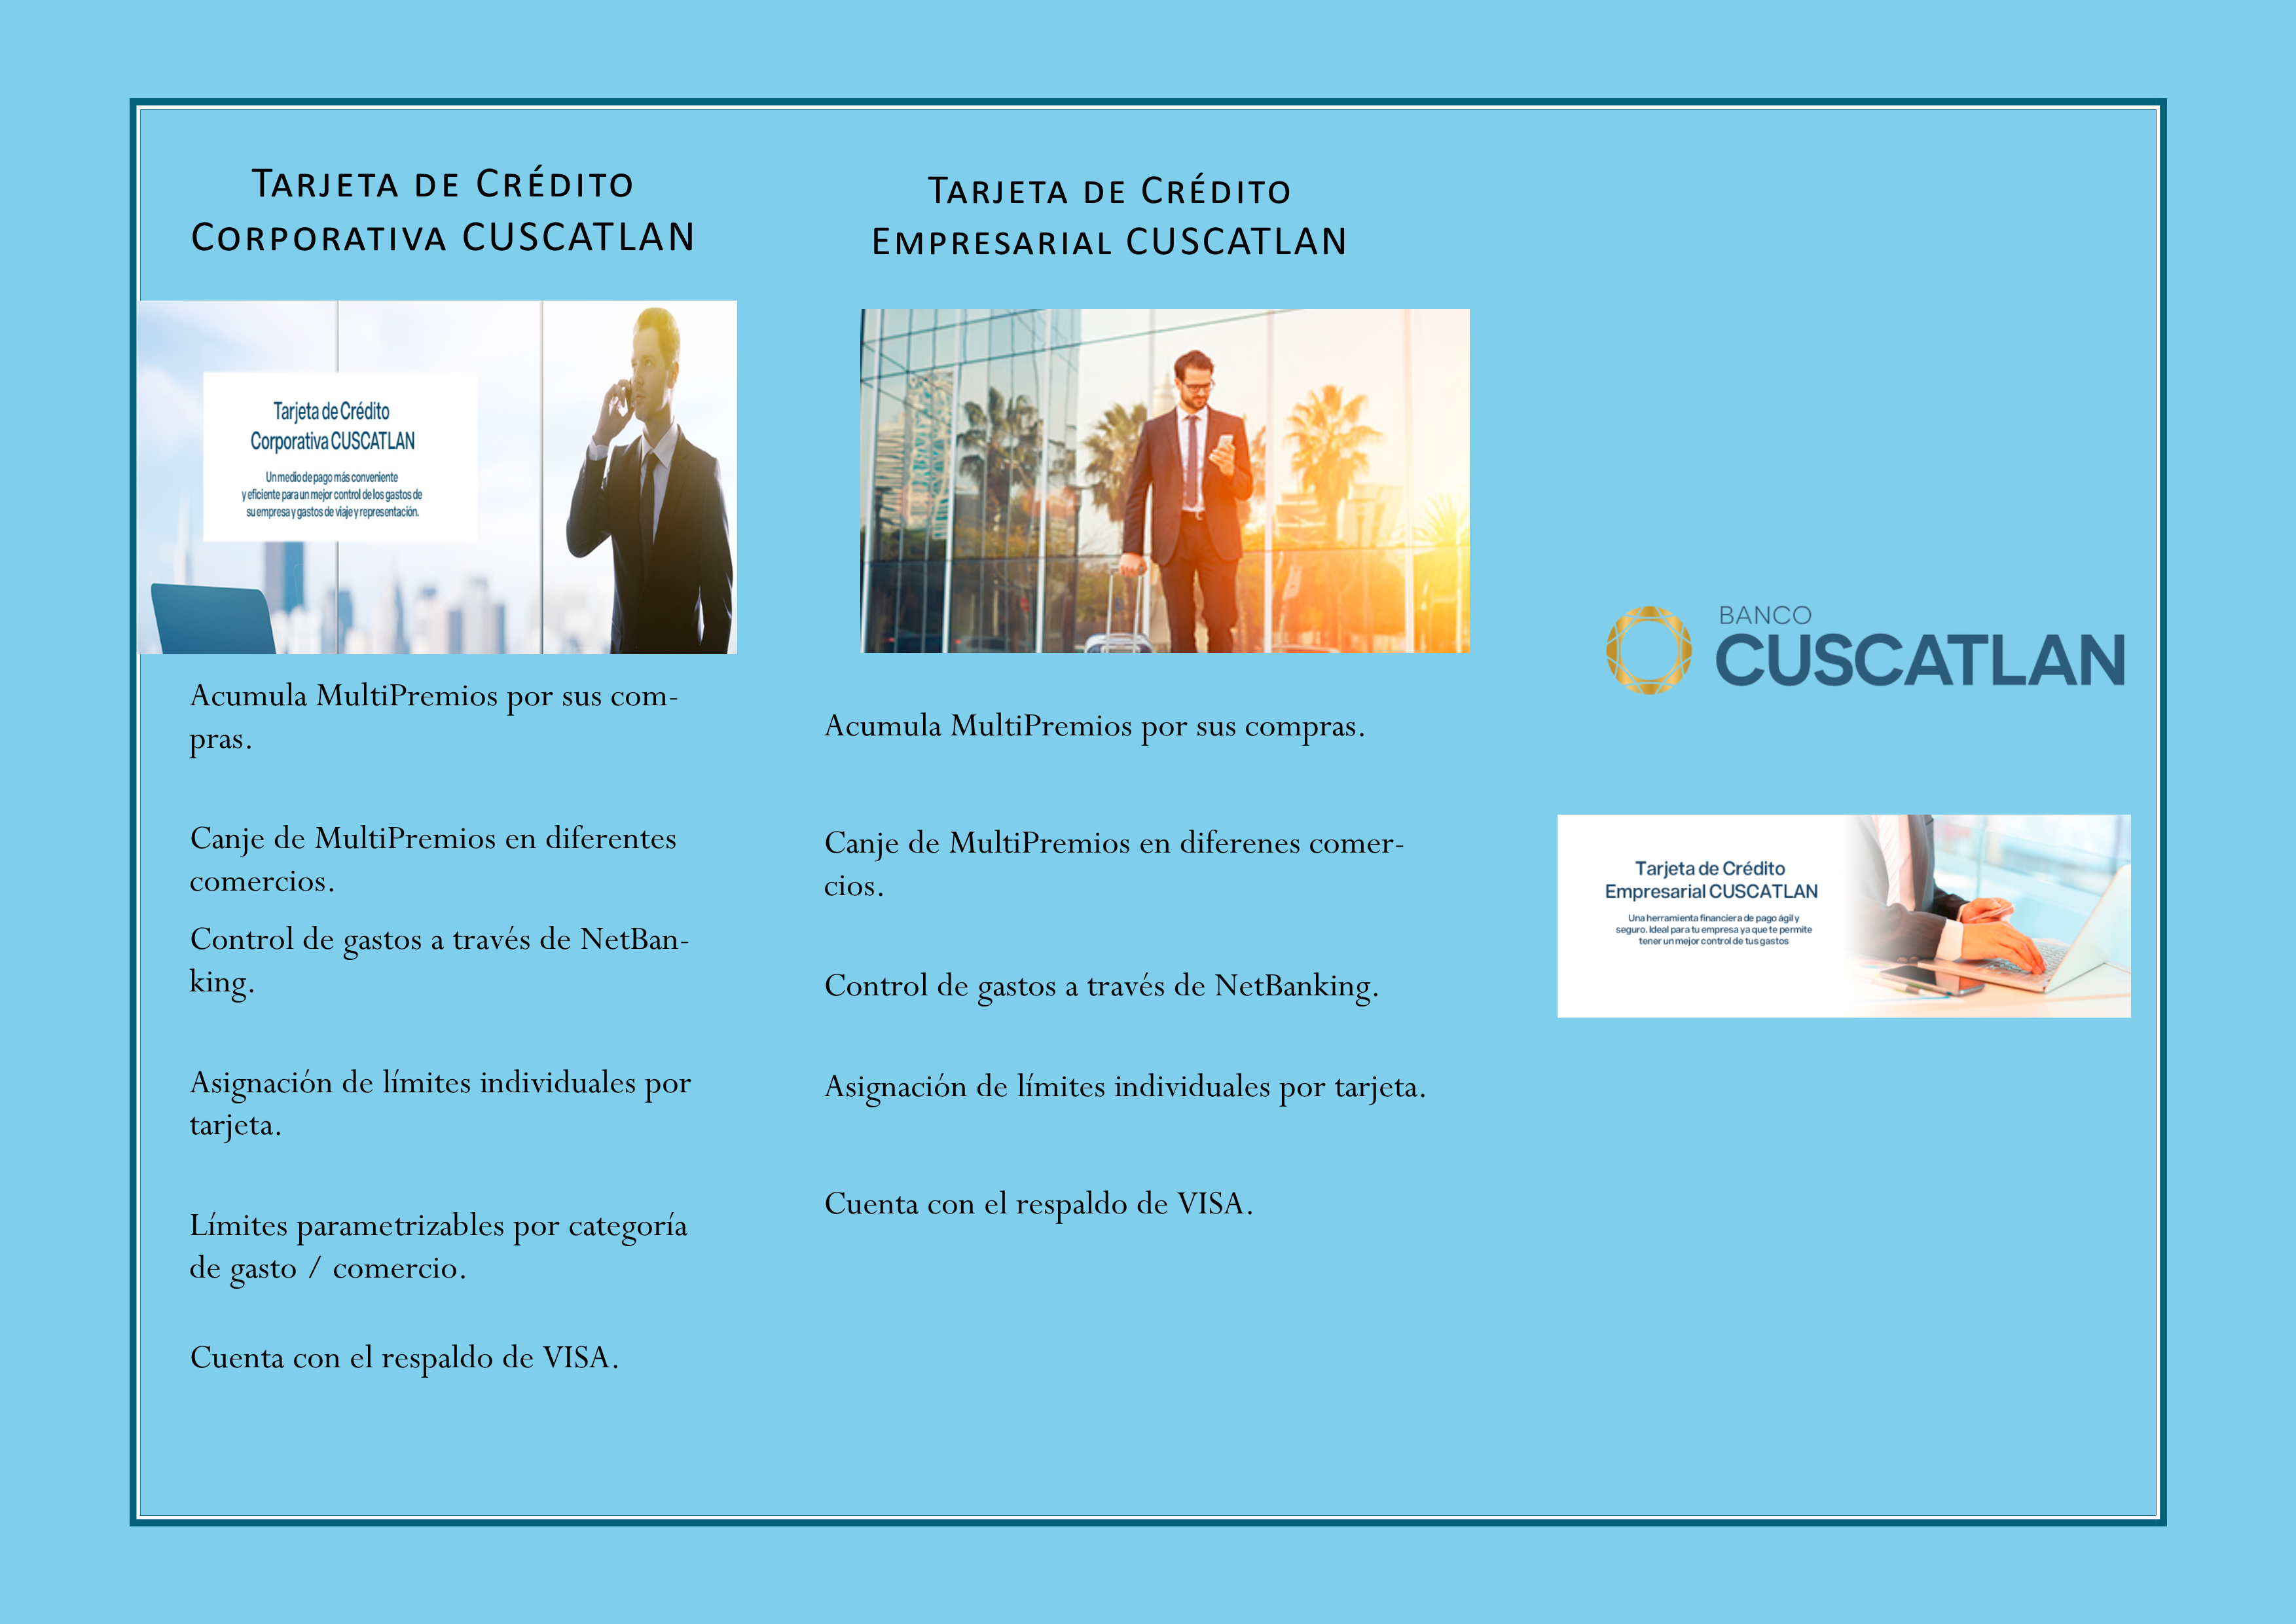 Tarjeta de Crédito
Corporativa CUSCATLAN
Tarjeta de Crédito
Corporativa CUSCATLAN
Un medio de pago más conveniente
y eficiente para un mejor control de los gastos de
su empresa y gastos de viaje y representación.
Acumula MultiPremios por sus com-
pras.
Canje de MultiPremios en diferentes
comercios.
Control de gastos a través de NetBan-
king.
Asignación de límites individuales por
tarjeta.
Límites parametrizables por categoría
de gasto / comercio.
Cuenta con el respaldo de VISA.
Tarjeta de Crédito
Empresarial CUSCATLAN
Acumula MultiPremios por sus compras.
Canje de MultiPremios en diferenes comer-
cios.
Control de gastos a través de NetBanking.
Asignación de límites individuales por tarjeta.
Cuenta con el respaldo de VISA.
BANCO
CUSCATLAN
Tarjeta de Crédito
Empresarial CUSCATLAN
Una herramienta financiera de pago ágil y
seguro. Ideal para tu empresa ya que te permite
tener un mejor control de tus gastos